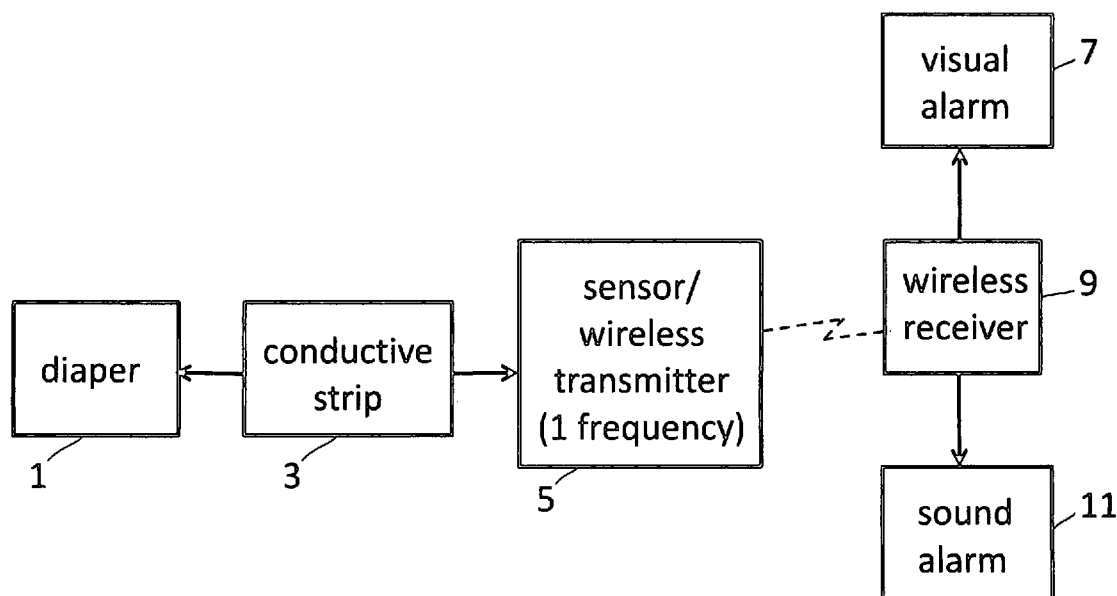 diaper
1
conductive
strip
3
sensor/
wireless
transmitter
(1 frequency)
5
visual
alarm
7
wireless
receiver
9
sound
alarm
11